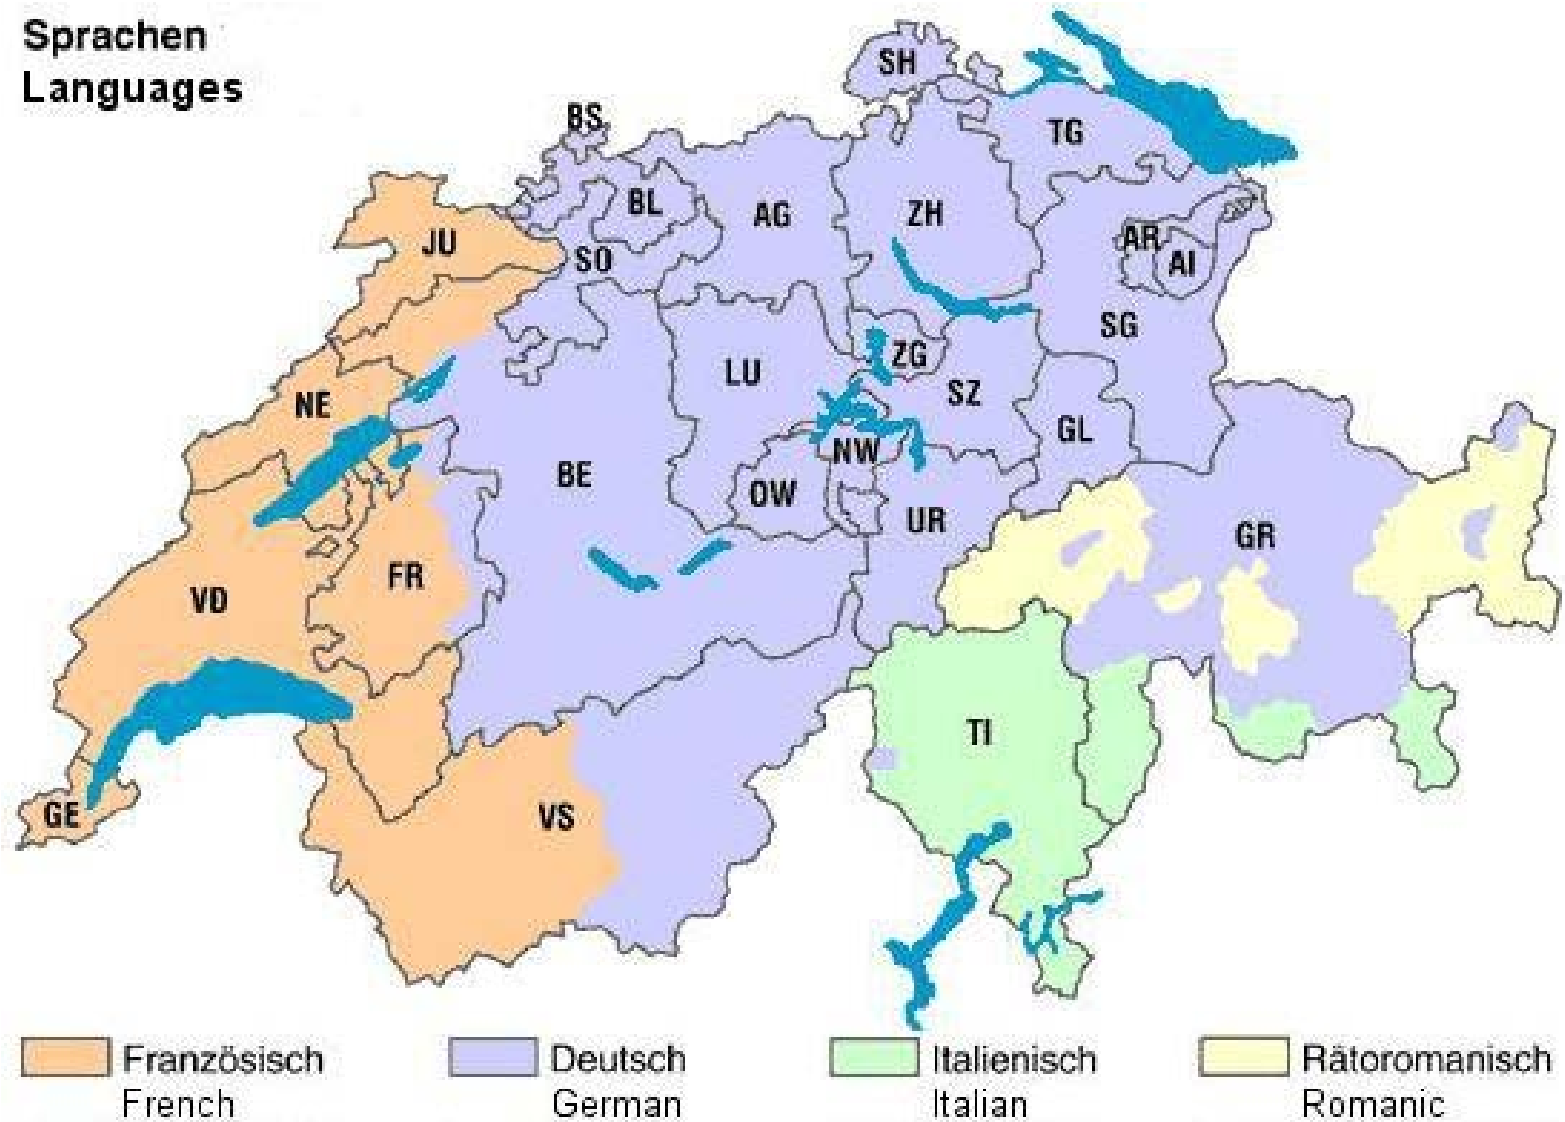 Sprachen
Languages
SH
BS
TG
BL
AG
ZH
JU
SO
AR
AI
SG
ZG
LU
SZ
NE
GL
NW
BE
OW
UR
GR
FR
VD
TI
GE
VS
Französisch
French
Deutsch
German
Italienisch
Italian
Rätoromanisch
Romanic